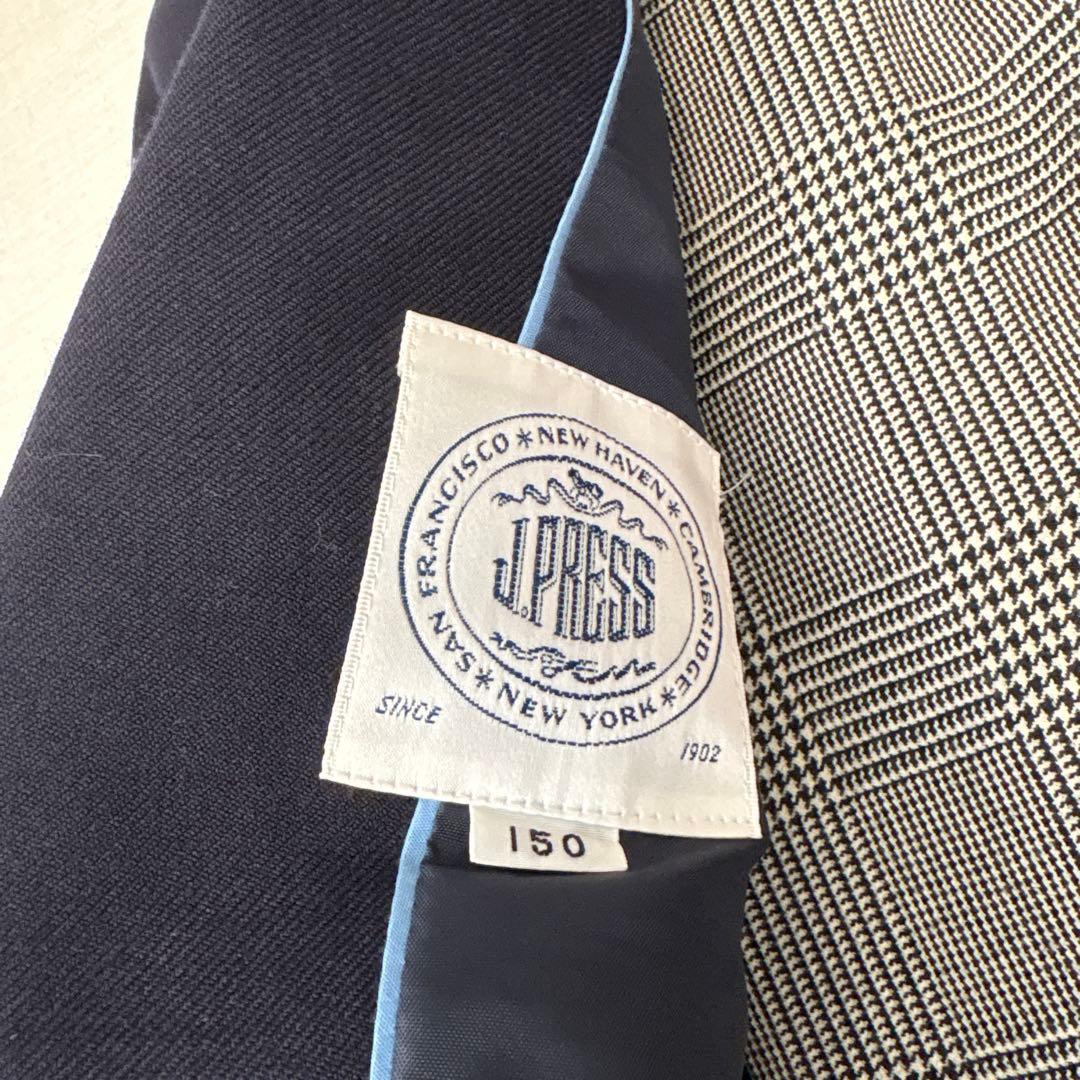 SAN FRANCISCO * NEW HAVEN * CAMBRIDGE * NEW YORK *
J.PRESS
SINCE 1902
150